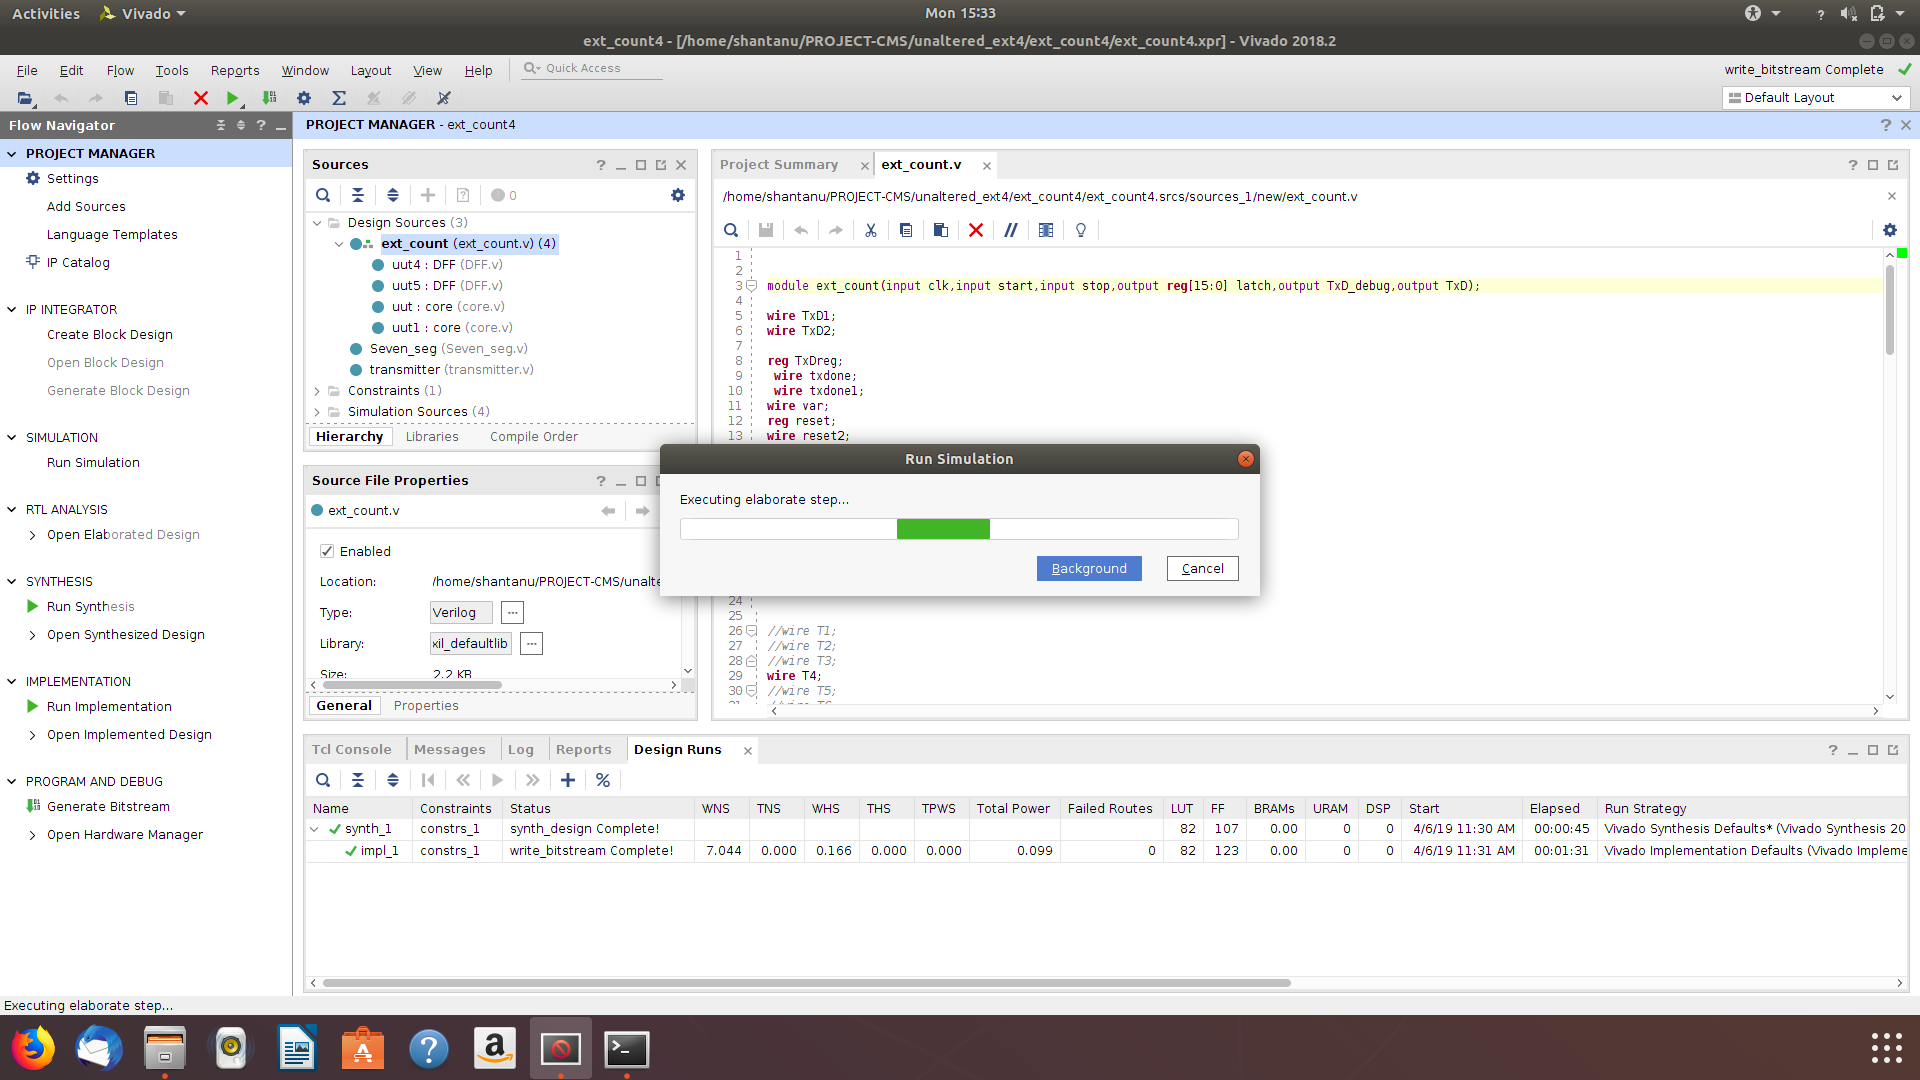 Activities
Vivado
Mon 15:33
ext_count4 - [/home/shantanu/PROJECT-CMS/unaltered_ext4/ext_count4/ext_count4.xpr] - Vivado 2018.2
File Edit Flow Tools Reports Window Layout View Help
Quick Access
write_bitstream Complete
Default Layout
Flow Navigator
PROJECT MANAGER
Settings
Add Sources
Language Templates
IP Catalog
IP INTEGRATOR
Create Block Design
Open Block Design
Generate Block Design
SIMULATION
Run Simulation
RTL ANALYSIS
Open Elaborated Design
SYNTHESIS
Run Synthesis
Open Synthesized Design
IMPLEMENTATION
Run Implementation
Open Implemented Design
PROGRAM AND DEBUG
Generate Bitstream
Open Hardware Manager
PROJECT MANAGER - ext_count4
Sources
0
Design Sources (3)
ext_count (ext_count.v) (4)
uut4 : DFF (DFF.v)
uut5 : DFF (DFF.v)
uut : core (core.v)
uut1 : core (core.v)
Seven_seg (Seven_seg.v)
transmitter (transmitter.v)
Constraints (1)
Simulation Sources (4)
Hierarchy Libraries Compile Order
Source File Properties
ext_count.v
Enabled
Location: /home/shantanu/PROJECT-CMS/unalte
Type: Verilog
Library: xil_defaultlib
Size: 2.2 KB
General Properties
Project Summary ext_count.v
/home/shantanu/PROJECT-CMS/unaltered_ext4/ext_count4/ext_count4.srcs/sources_1/new/ext_count.v
1
2
3 module ext_count(input clk,input start,input stop,output reg[15:0] latch,output TxD_debug,output TxD);
4
5 wire TxD1;
6 wire TxD2;
7
8 reg TxDreg;
9 wire txdone;
10 wire txdone1;
11 wire var;
12 reg reset;
13 wire reset2;
Run Simulation
Executing elaborate step...
Background
Cancel
24
25
26 //wire T1;
27 //wire T2;
28 //wire T3;
29 wire T4;
30 //wire T5;
Tcl Console Messages Log Reports Design Runs
Name Constraints Status WNS TNS WHS THS TPWS Total Power Failed Routes LUT FF BRAMs URAM DSP Start Elapsed Run Strategy
synth_1 constrs_1 synth_design Complete! 82 107 0.00 0 0 4/6/19 11:30 AM 00:00:45 Vivado Synthesis Defaults* (Vivado Synthesis 20
impl_1 constrs_1 write_bitstream Complete! 7.044 0.000 0.166 0.000 0.000 0.099 0 82 123 0.00 0 0 4/6/19 11:31 AM 00:01:31 Vivado Implementation Defaults (Vivado Impleme
Executing elaborate step...